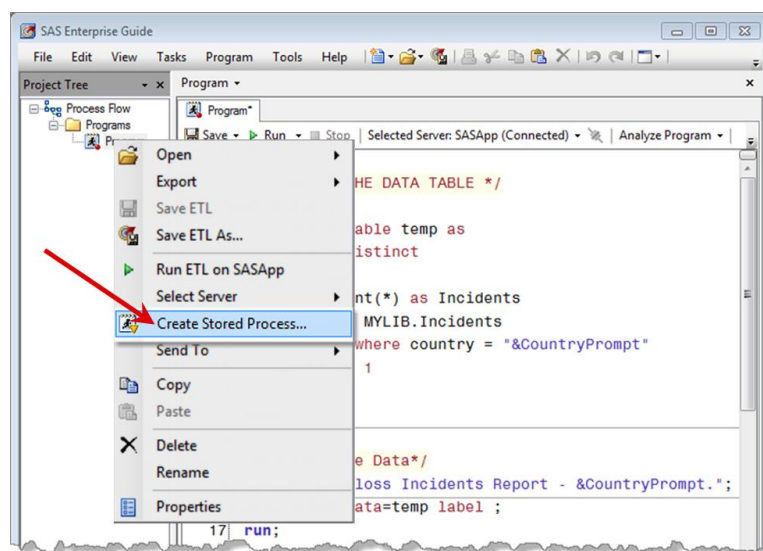 SAS Enterprise Guide
File Edit View Tasks Program Tools Help
Project Tree
Program
Process Flow
Programs
Program*
Save Run Stop Selected Server: SASApp (Connected) Analyze Program
Open
Export
HE DATA TABLE */
Save ETL
Save ETL As...
able temp as
istinct
Run ETL on SASApp
Select Server
nt(*) as Incidents
Create Stored Process...
MYLIB.Incidents
Send To
where country = "&CountryPrompt"
1
Copy
Paste
Delete
e Data*/
Rename
loss Incidents Report - &CountryPrompt.";
Properties
ata=temp label ;
17 run;